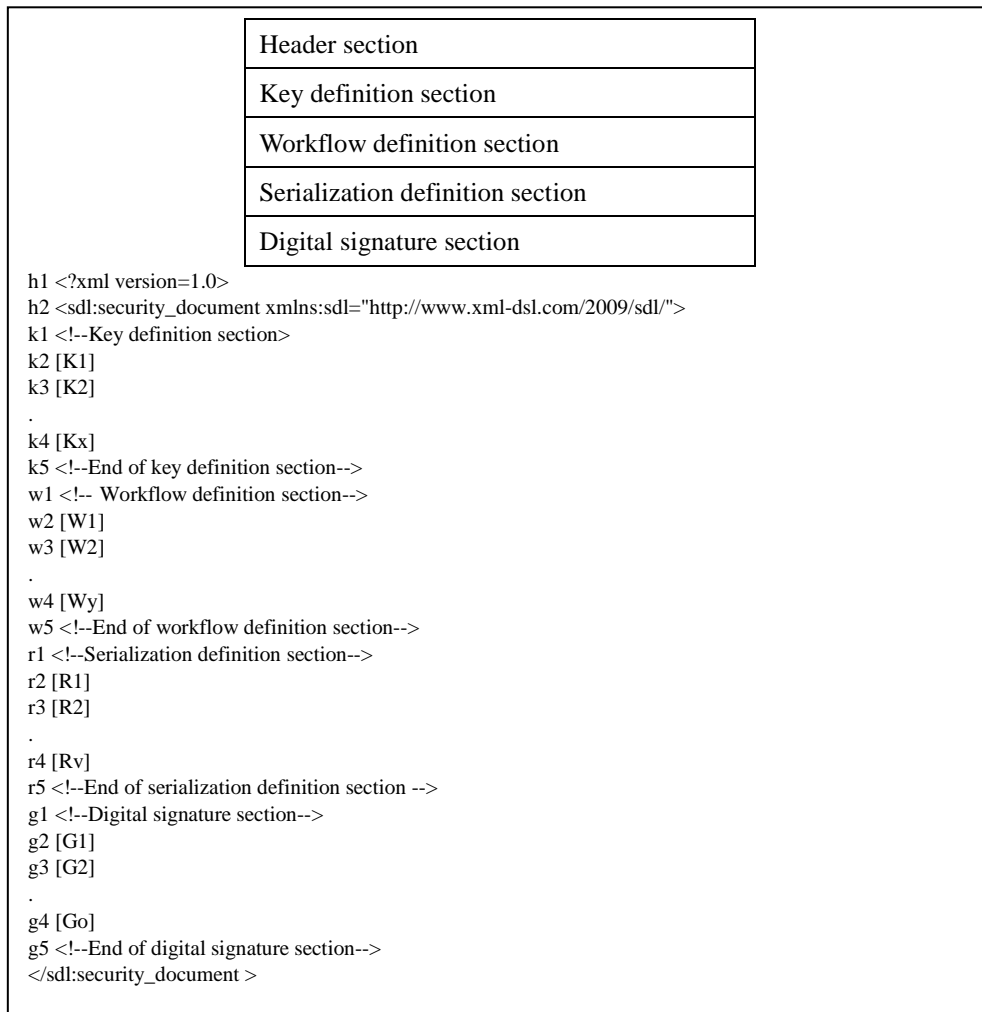 Header section
Key definition section
Workflow definition section
Serialization definition section
Digital signature section
h1 <?xml version=1.0>
h2 <sdl:security_document xmlns:sdl="http://www.xml-dsl.com/2009/sdl/">
k1 <!--Key definition section>
k2 [K1]
k3 [K2]
.
k4 [Kx]
k5 <!--End of key definition section-->
w1 <!-- Workflow definition section-->
w2 [W1]
w3 [W2]
.
w4 [Wy]
w5 <!--End of workflow definition section-->
r1 <!--Serialization definition section-->
r2 [R1]
r3 [R2]
.
r4 [Rv]
r5 <!--End of serialization definition section -->
g1 <!--Digital signature section-->
g2 [G1]
g3 [G2]
.
g4 [Go]
g5 <!--End of digital signature section-->
</sdl:security_document >